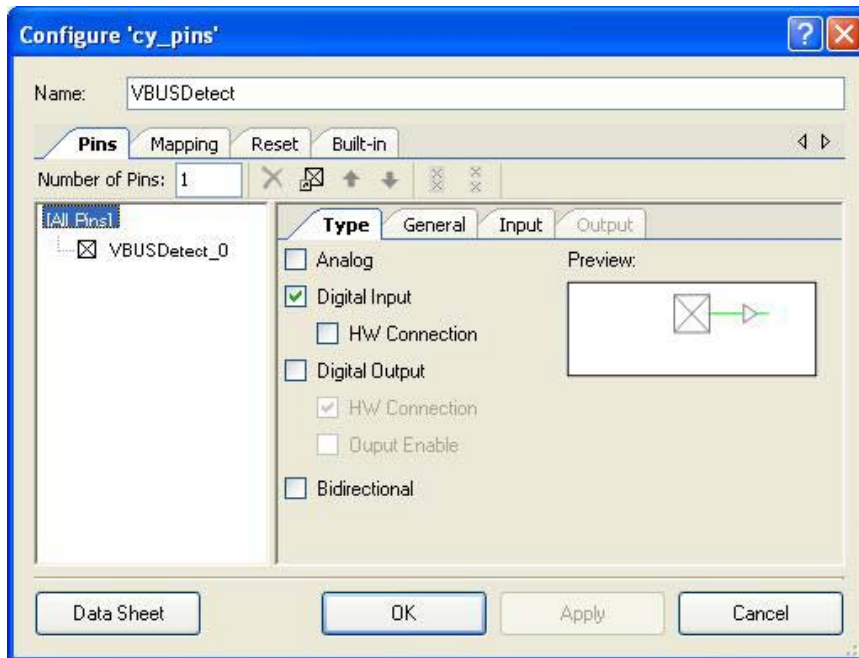 Configure 'cy_pins'
Name: VBUSDetect
Pins Mapping Reset Built-in
Number of Pins: 1
[All Pins]
VBUSDetect_0
Type General Input Output
Analog
Preview:
Digital Input
HW Connection
Digital Output
HW Connection
Ouput Enable
Bidirectional
Data Sheet OK Apply Cancel